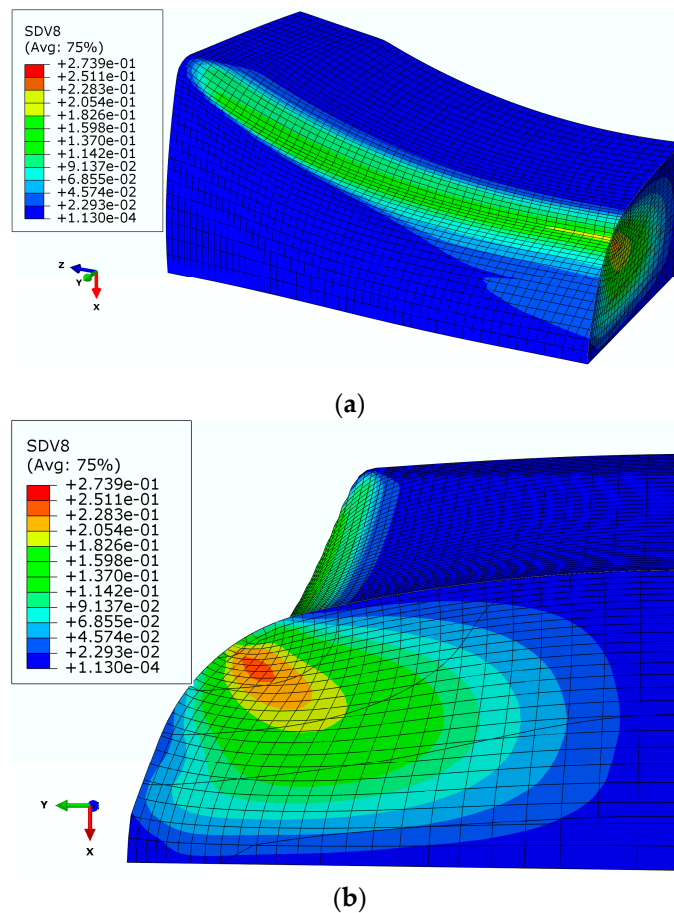 SDV8
(Avg: 75%)
+2.739e-01
+2.511e-01
+2.283e-01
+2.054e-01
+1.826e-01
+1.598e-01
+1.370e-01
+1.142e-01
+9.137e-02
+6.855e-02
+4.574e-02
+2.293e-02
+1.130e-04
Z
Y
X
(a)
SDV8
(Avg: 75%)
+2.739e-01
+2.511e-01
+2.283e-01
+2.054e-01
+1.826e-01
+1.598e-01
+1.370e-01
+1.142e-01
+9.137e-02
+6.855e-02
+4.574e-02
+2.293e-02
+1.130e-04
Y
X
(b)